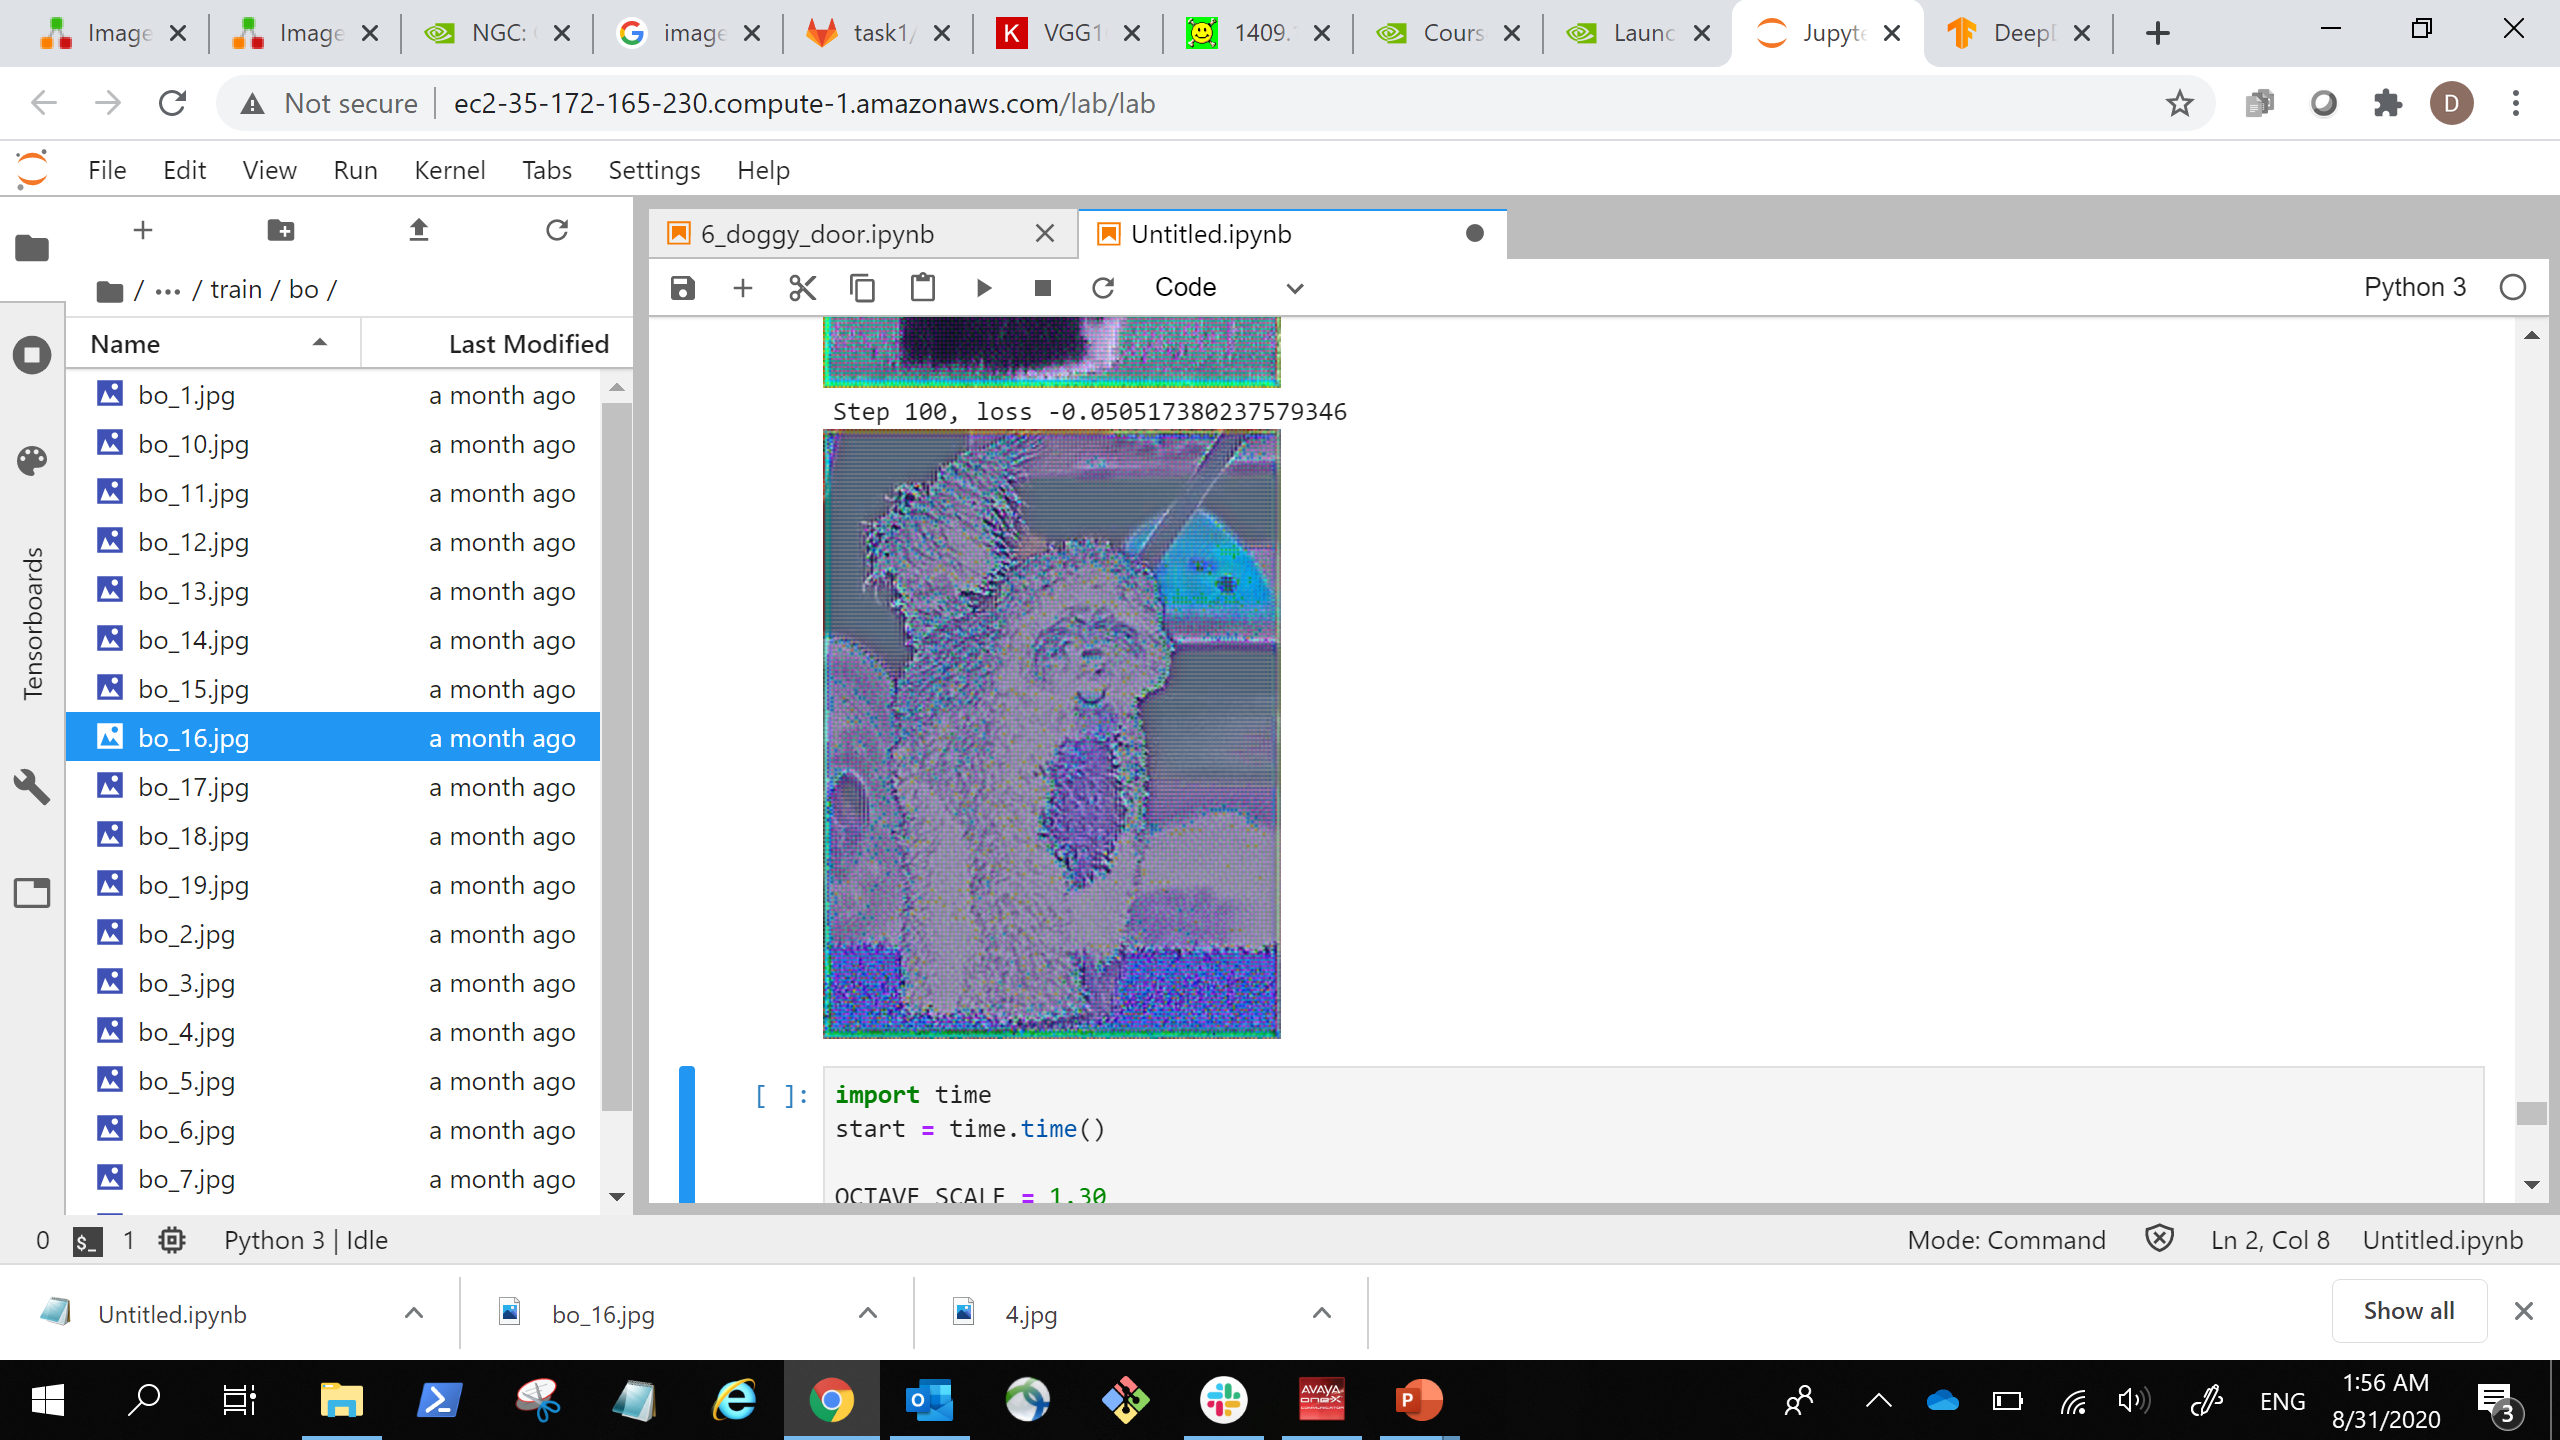 Image
Image
NGC:
image
task1/
K
VGG1
1409.
Cours
Launc
Jupyte
Deep
Not secure
ec2-35-172-165-230.compute-1.amazonaws.com/lab/lab
D
File Edit View Run Kernel Tabs Settings Help
/ ··· / train / bo /
Name Last Modified
bo_1.jpg a month ago
bo_10.jpg a month ago
bo_11.jpg a month ago
bo_12.jpg a month ago
bo_13.jpg a month ago
bo_14.jpg a month ago
bo_15.jpg a month ago
bo_16.jpg a month ago
bo_17.jpg a month ago
bo_18.jpg a month ago
bo_19.jpg a month ago
bo_2.jpg a month ago
bo_3.jpg a month ago
bo_4.jpg a month ago
bo_5.jpg a month ago
bo_6.jpg a month ago
bo_7.jpg a month ago
Tensorboards
6_doggy_door.ipynb
Untitled.ipynb
Code
Python 3
Step 100, loss -0.050517380237579346
[ ]:
import time
start = time.time()
OCTAVE_SCALE = 1.30
0 $_ 1 Python 3 | Idle
Mode: Command Ln 2, Col 8 Untitled.ipynb
Untitled.ipynb
bo_16.jpg
4.jpg
Show all
AVAYA
one-X
ENG
1:56 AM
8/31/2020
3